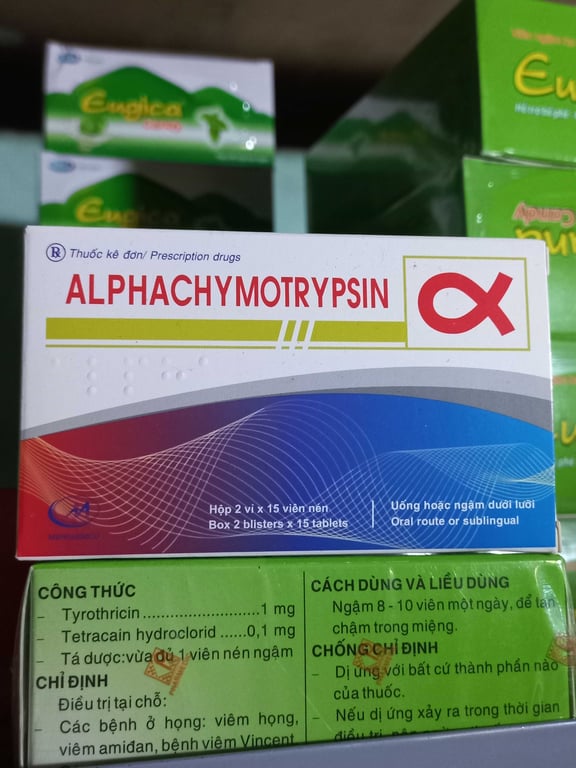 Eugica
Eugica
Rx Thuốc kê đơn/ Prescription drugs
ALPHACHYMOTRYPSIN
α
Hộp 2 vỉ x 15 viên nén
Box 2 blisters x 15 tablets
Uống hoặc ngậm dưới lưỡi
Oral route or sublingual
CÔNG THỨC
– Tyrothricin..........................1 mg
– Tetracain hydroclorid ......0,1 mg
– Tá dược:vừa đủ 1 viên nén ngậm
CHỈ ĐỊNH
Điều trị tại chỗ:
– Các bệnh ở họng: viêm họng,
viêm amiđan, bệnh viêm Vincent
CÁCH DÙNG VÀ LIỀU DÙNG
Ngậm 8 - 10 viên một ngày, để tan
chậm trong miệng.
CHỐNG CHỈ ĐỊNH
– Dị ứng với bất cứ thành phần nào
của thuốc.
– Nếu dị ứng xảy ra trong thời gian